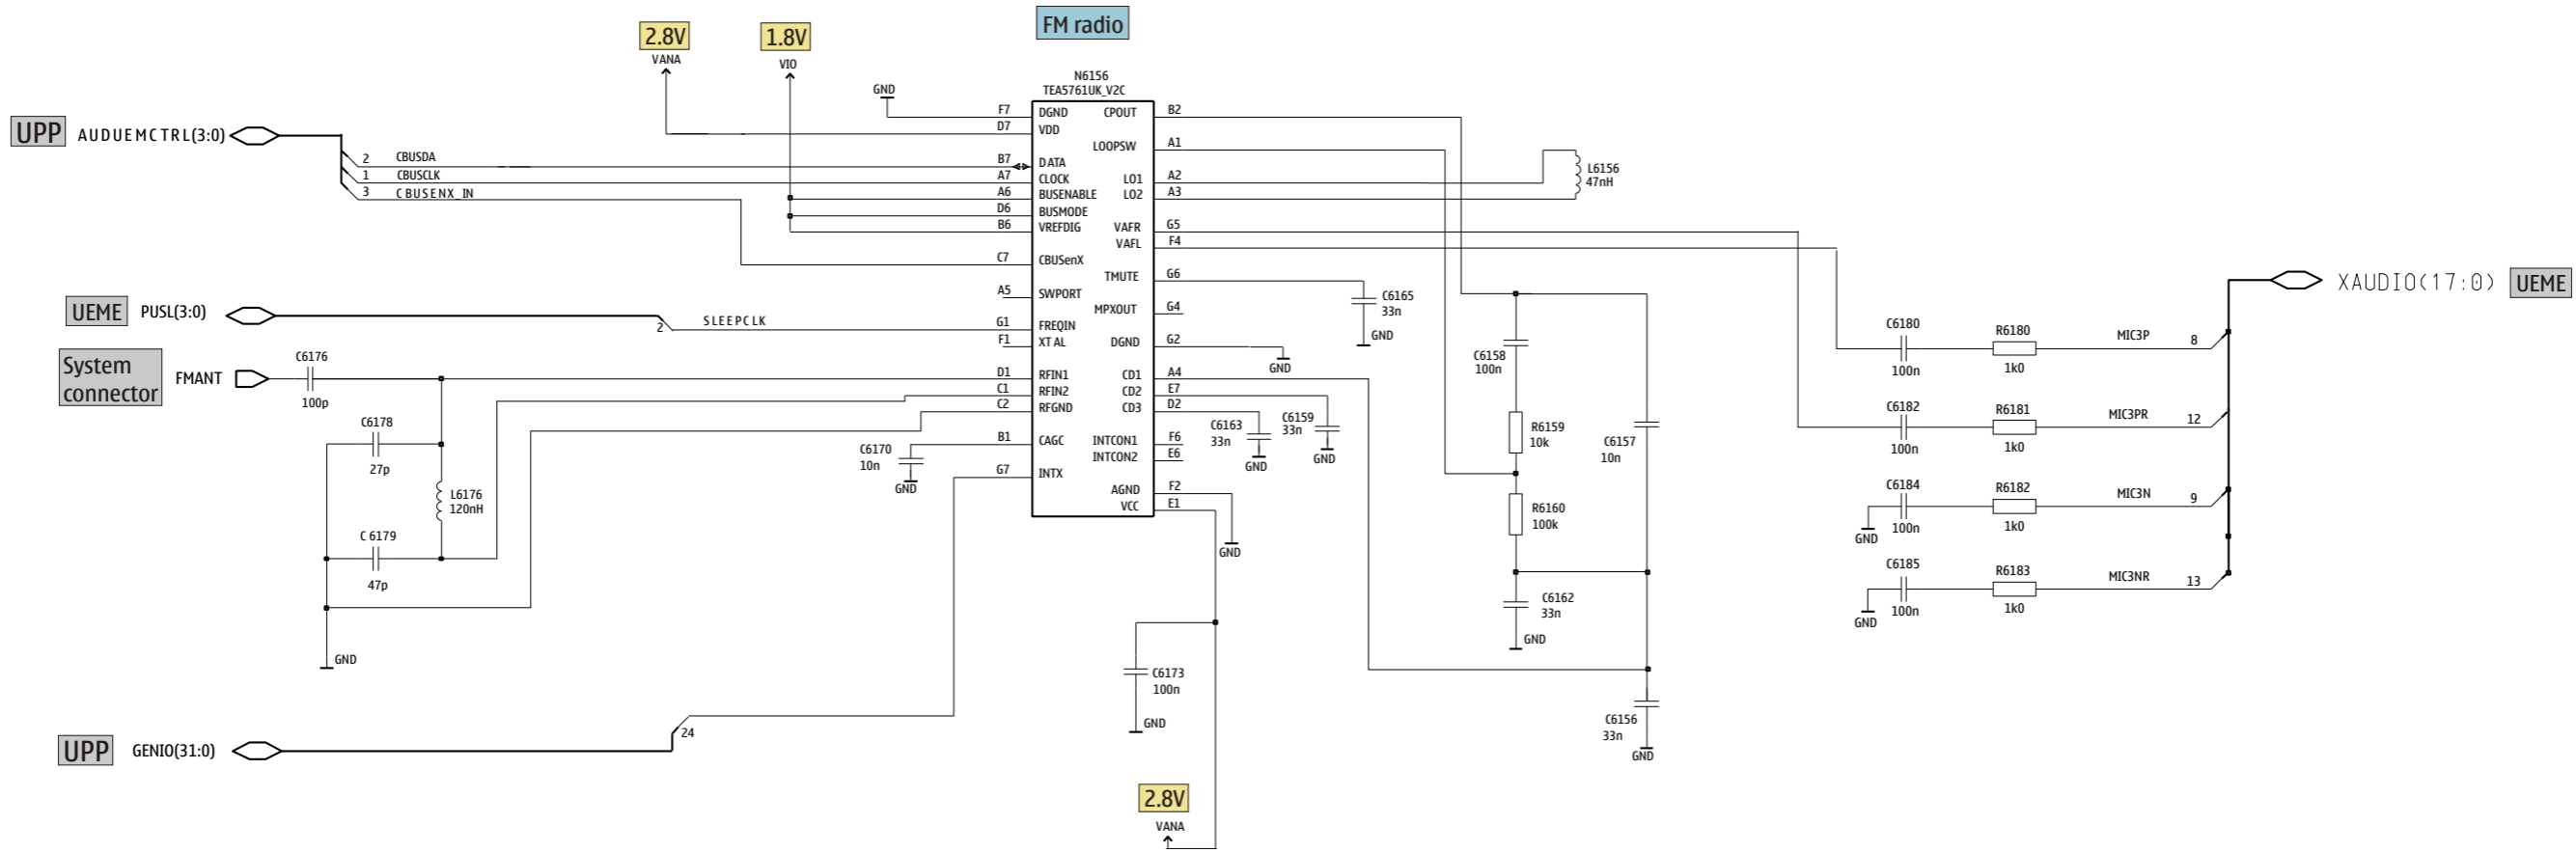 FM radio
2.8V
VANA
1.8V
VIO
N6156
TEA5761UK_V2C
GND
UPP AUDUEMCTRL(3:0)
2 CBUSDA
1 CBUSCLK
3 CBUSENX_IN
F7 DGND
D7 VDD
B7 DATA
A7 CLOCK
A6 BUSENABLE
D6 BUSMODE
B6 VREFDIG
C7 CBUSenX
A5 SWPORT
G1 FREQIN
F1 XTAL
D1 RFIN1
C1 RFIN2
C2 RFGND
B1 CAGC
G7 INTX
CPOUT B2
LOOPSW A1
LO1 A2
LO2 A3
VAFR G5
VAFL F4
TMUTE G6
MPXOUT G4
DGND G2
CD1 A4
CD2 E7
CD3 D2
INTCON1 F6
INTCON2 E6
AGND F2
VCC E1
UEME PUSL(3:0)
2 SLEEPCLK
System
connector
FMANT
C6176
100p
C6178
27p
L6176
120nH
C6179
47p
GND
C6170
10n
GND
UPP GENIO(31:0)
24
L6156
47nH
C6165
33n
GND
GND
C6163
33n
GND
C6159
33n
GND
GND
C6173
100n
GND
2.8V
VANA
C6158
100n
R6159
10k
R6160
100k
C6157
10n
C6162
33n
GND
C6156
33n
GND
XAUDIO(17:0) UEME
C6180
100n
R6180
1k0
MIC3P 8
C6182
100n
R6181
1k0
MIC3PR 12
C6184
100n
GND
R6182
1k0
MIC3N 9
C6185
100n
GND
R6183
1k0
MIC3NR 13